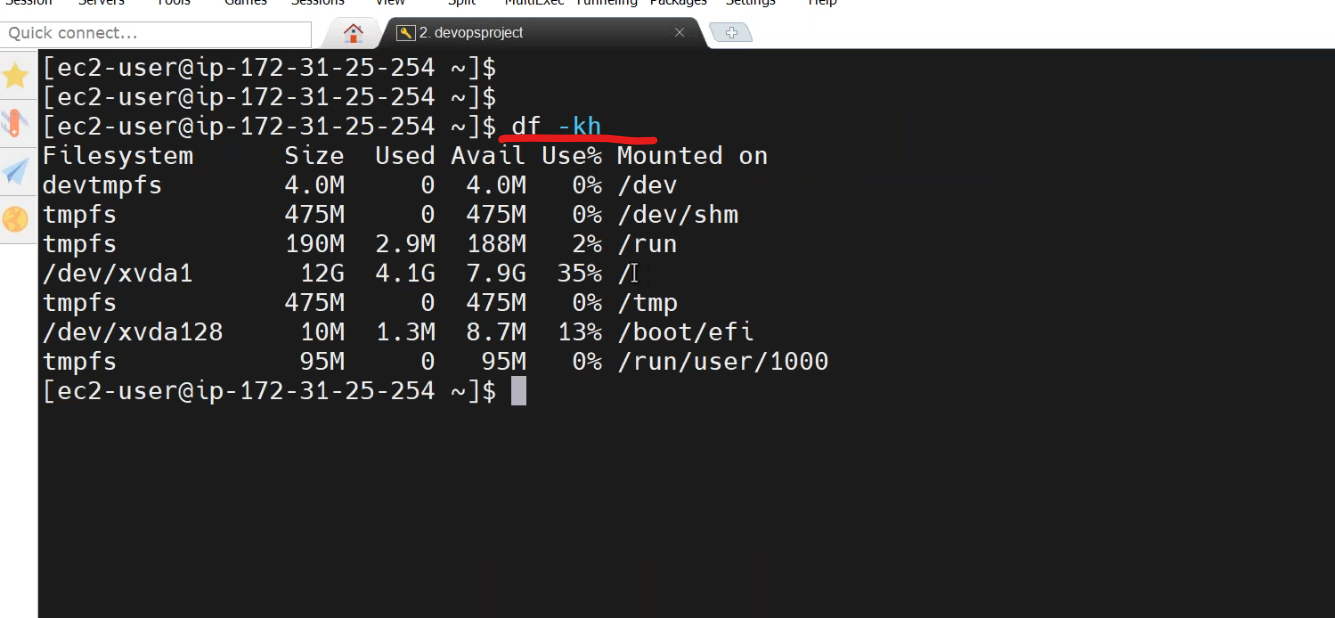 Session Servers Tools Games Sessions View Split MultiExec Tunneling Packages Settings Help
Quick connect... 2. devopsproject
[ec2-user@ip-172-31-25-254 ~]$
[ec2-user@ip-172-31-25-254 ~]$
[ec2-user@ip-172-31-25-254 ~]$ df -kh
Filesystem Size Used Avail Use% Mounted on
devtmpfs 4.0M 0 4.0M 0% /dev
tmpfs 475M 0 475M 0% /dev/shm
tmpfs 190M 2.9M 188M 2% /run
/dev/xvda1 12G 4.1G 7.9G 35% /
tmpfs 475M 0 475M 0% /tmp
/dev/xvda128 10M 1.3M 8.7M 13% /boot/efi
tmpfs 95M 0 95M 0% /run/user/1000
[ec2-user@ip-172-31-25-254 ~]$